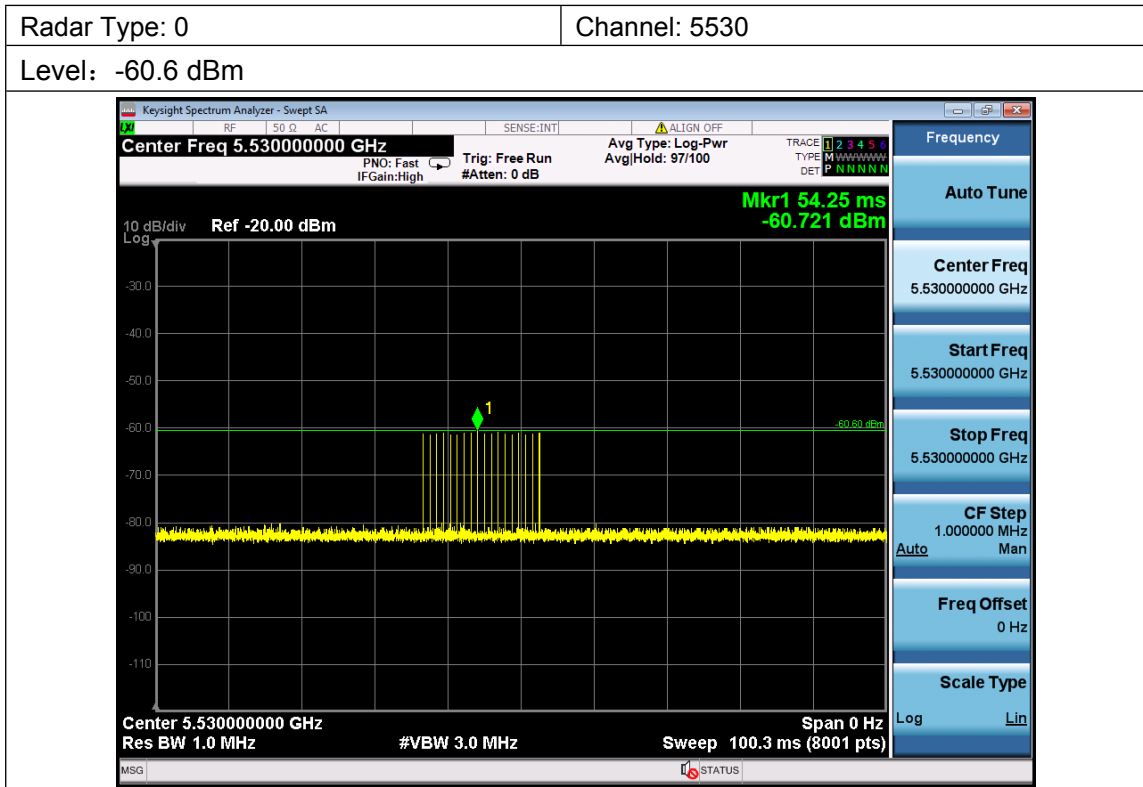 Radar Type: 0
Channel: 5530
Level： -60.6 dBm
Keysight Spectrum Analyzer - Swept SA
LXI RF 50 Ω AC SENSE:INT ALIGN OFF
Center Freq 5.530000000 GHz
PNO: Fast
IFGain:High
Trig: Free Run
#Atten: 0 dB
Avg Type: Log-Pwr
Avg|Hold: 97/100
TRACE 1 2 3 4 5 6
TYPE M WWWWW
DET P N N N N N
Mkr1 54.25 ms
-60.721 dBm
10 dB/div Ref -20.00 dBm
Log
-30.0
-40.0
-50.0
1
-60.0
-60.60 dBm
-70.0
-80.0
-90.0
-100
-110
Center 5.530000000 GHz Span 0 Hz
Res BW 1.0 MHz #VBW 3.0 MHz Sweep 100.3 ms (8001 pts)
MSG STATUS
Frequency
Auto Tune
Center Freq
5.530000000 GHz
Start Freq
5.530000000 GHz
Stop Freq
5.530000000 GHz
CF Step
1.000000 MHz
Auto Man
Freq Offset
0 Hz
Scale Type
Log Lin